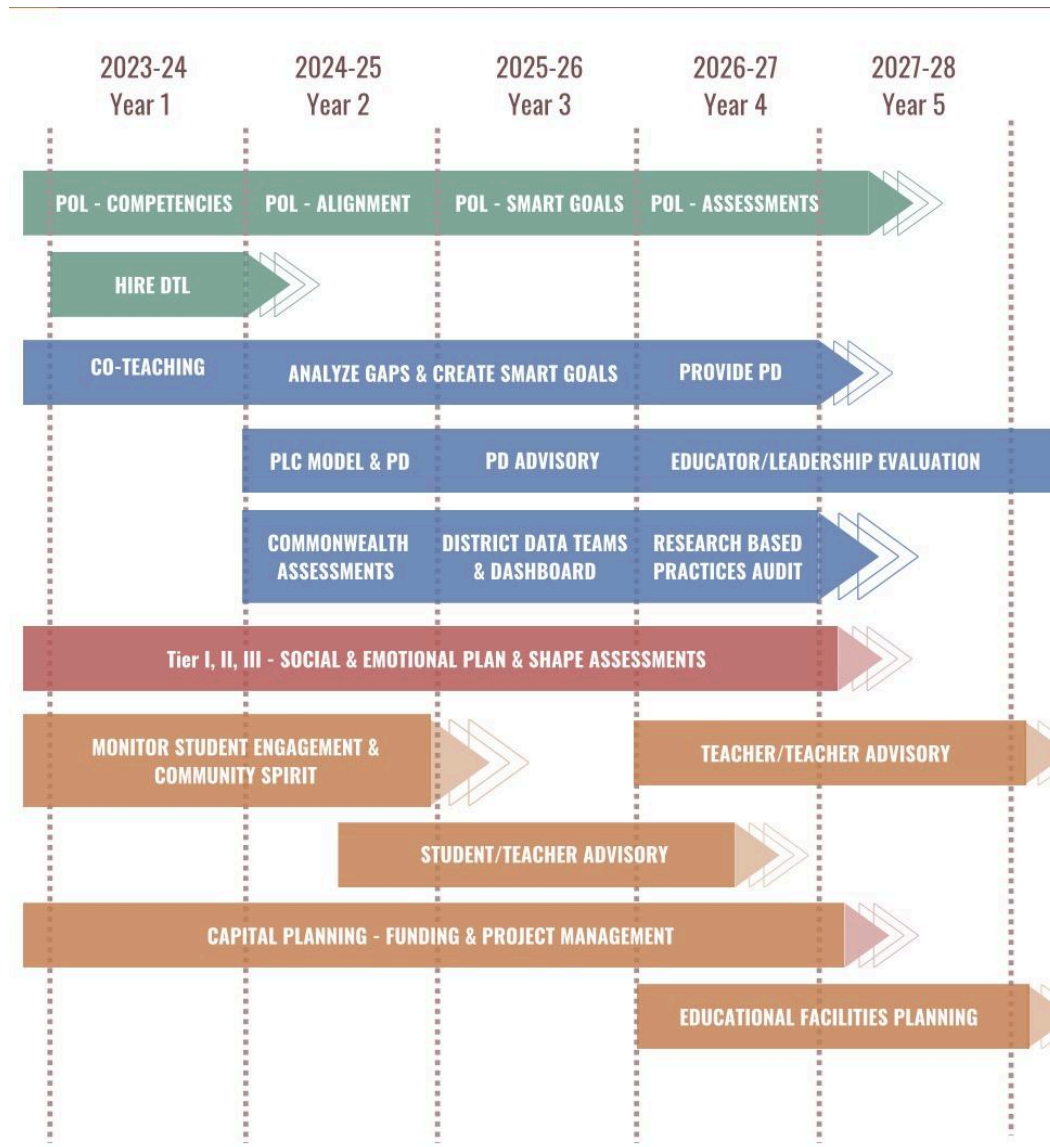 2023-24
Year 1
2024-25
Year 2
2025-26
Year 3
2026-27
Year 4
2027-28
Year 5
POL - COMPETENCIES
POL - ALIGNMENT
POL - SMART GOALS
POL - ASSESSMENTS
HIRE DTL
CO-TEACHING
ANALYZE GAPS & CREATE SMART GOALS
PROVIDE PD
PLC MODEL & PD
PD ADVISORY
EDUCATOR/LEADERSHIP EVALUATION
COMMONWEALTH
ASSESSMENTS
DISTRICT DATA TEAMS
& DASHBOARD
RESEARCH BASED
PRACTICES AUDIT
Tier I, II, III - SOCIAL & EMOTIONAL PLAN & SHAPE ASSESSMENTS
MONITOR STUDENT ENGAGEMENT &
COMMUNITY SPIRIT
TEACHER/TEACHER ADVISORY
STUDENT/TEACHER ADVISORY
CAPITAL PLANNING - FUNDING & PROJECT MANAGEMENT
EDUCATIONAL FACILITIES PLANNING